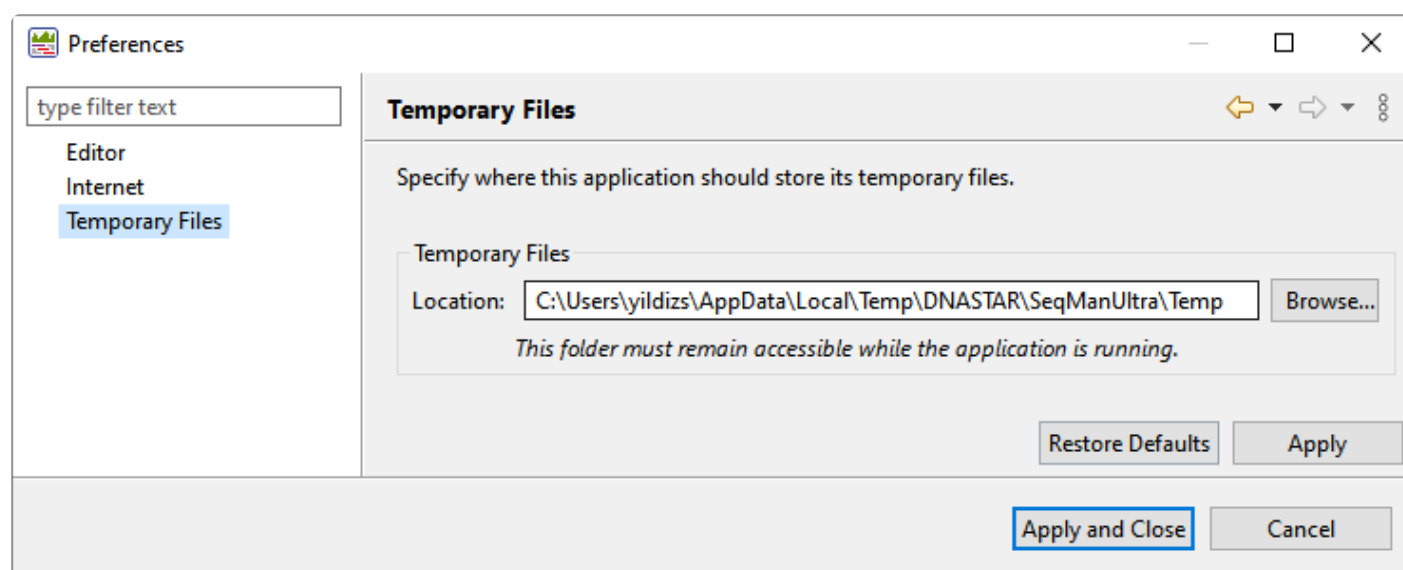 Preferences
type filter text
Editor
Internet
Temporary Files
Temporary Files
Specify where this application should store its temporary files.
Temporary Files
Location: C:\Users\yildizs\AppData\Local\Temp\DNASTAR\SeqManUltra\Temp Browse...
This folder must remain accessible while the application is running.
Restore Defaults Apply
Apply and Close Cancel